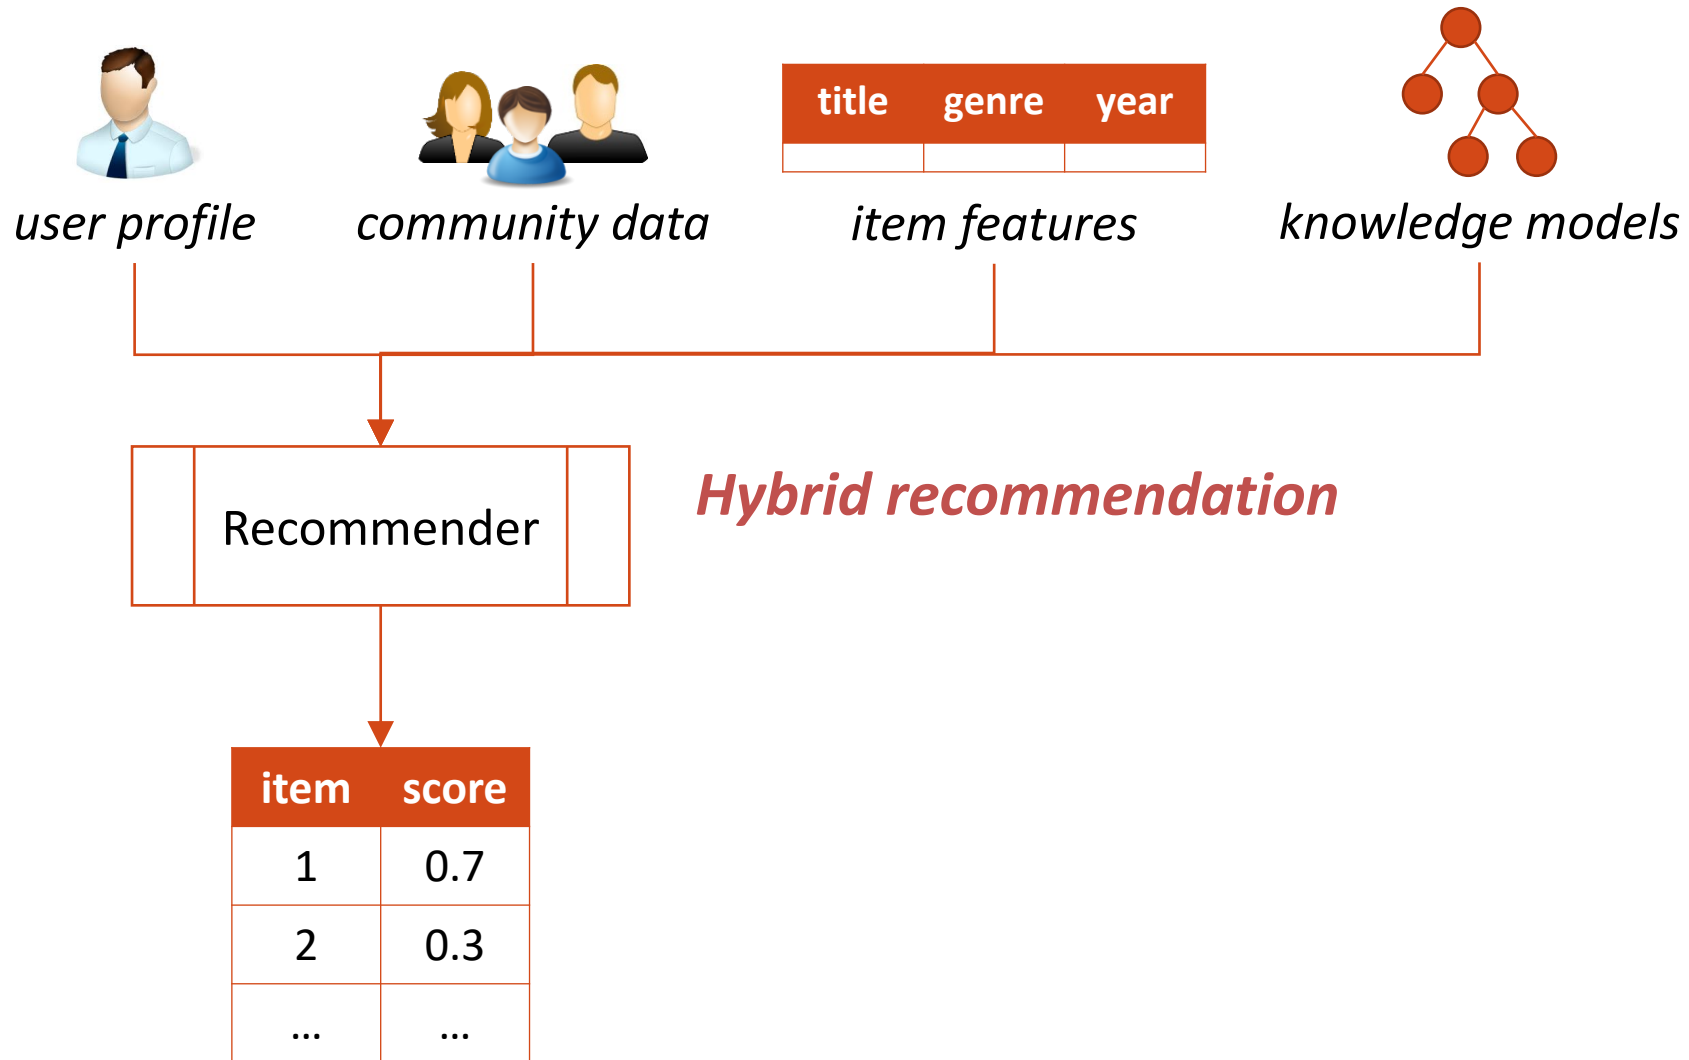 title genre year
user profile community data item features knowledge models
Recommender
Hybrid recommendation
item score
1 0.7
2 0.3
... ...